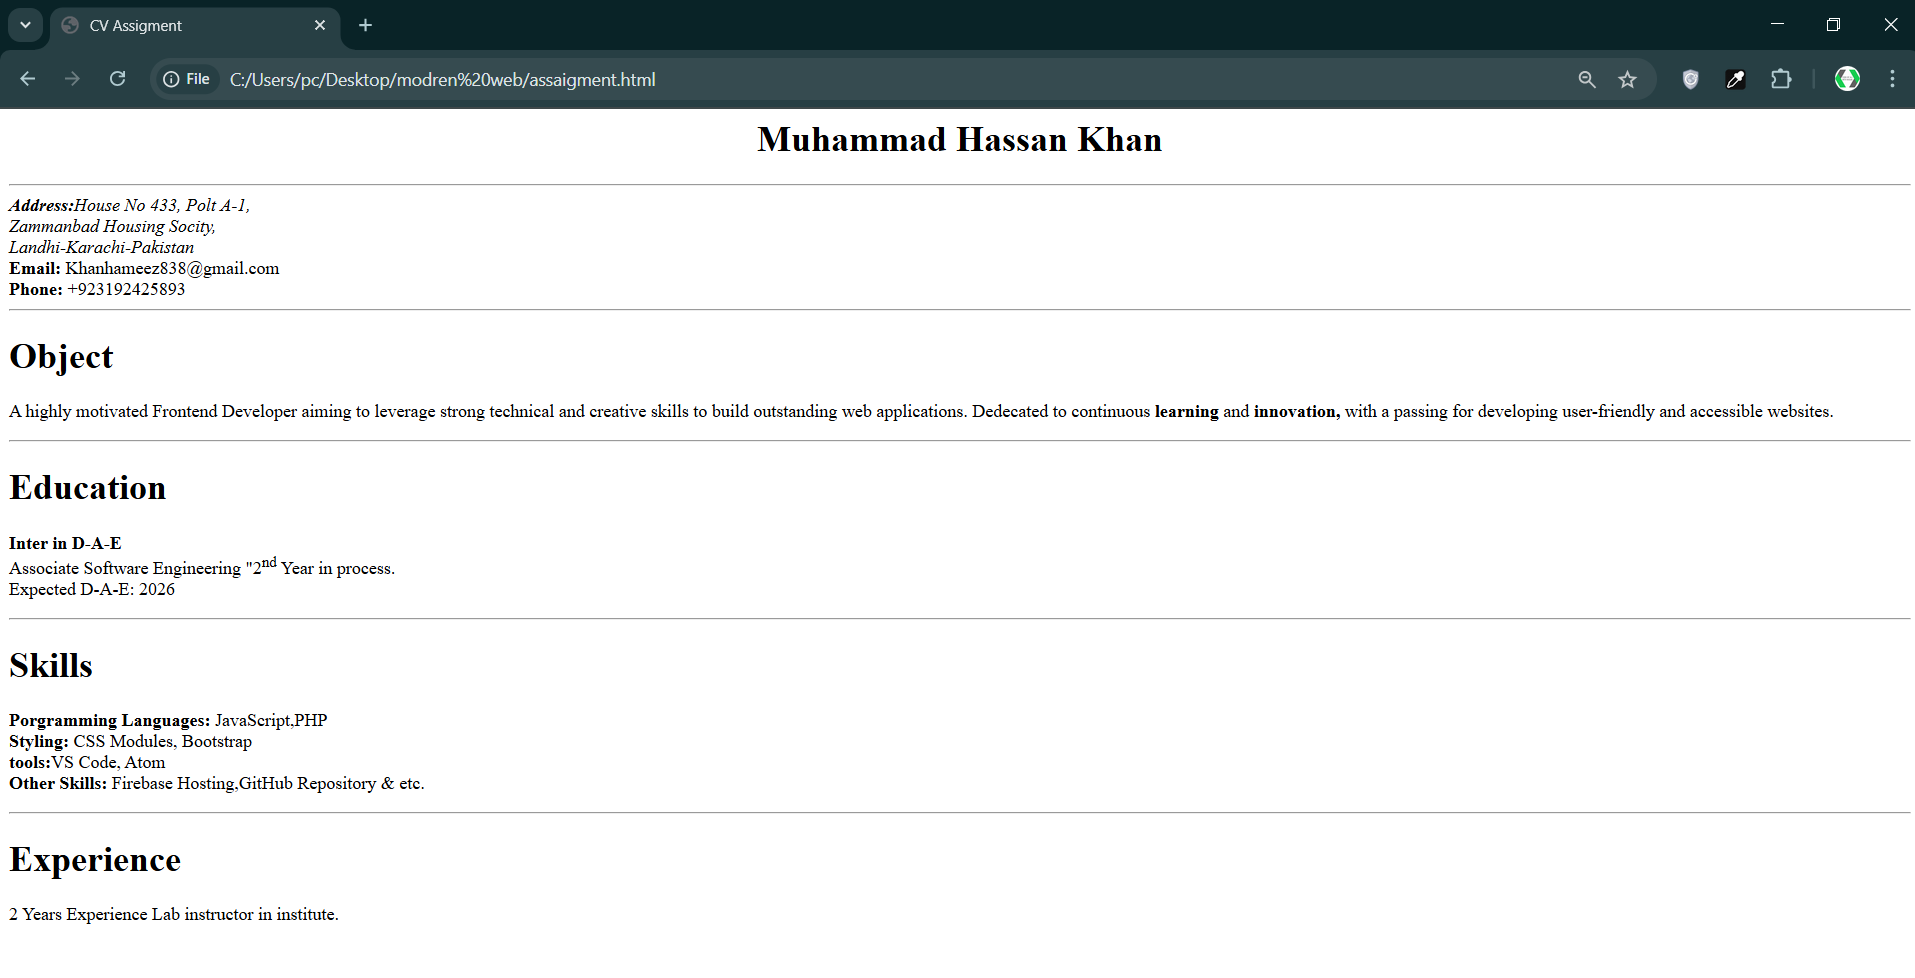 CV Assigment
File
C:/Users/pc/Desktop/modren%20web/assaigment.html
Muhammad Hassan Khan
Address:House No 433, Polt A-1,
Zammanbad Housing Socity,
Landhi-Karachi-Pakistan
Email: Khanhameez838@gmail.com
Phone: +923192425893
Object
A highly motivated Frontend Developer aiming to leverage strong technical and creative skills to build outstanding web applications. Dedecated to continuous learning and innovation, with a passing for developing user-friendly and accessible websites.
Education
Inter in D-A-E
Associate Software Engineering "2nd Year in process.
Expected D-A-E: 2026
Skills
Porgramming Languages: JavaScript,PHP
Styling: CSS Modules, Bootstrap
tools:VS Code, Atom
Other Skills: Firebase Hosting,GitHub Repository & etc.
Experience
2 Years Experience Lab instructor in institute.